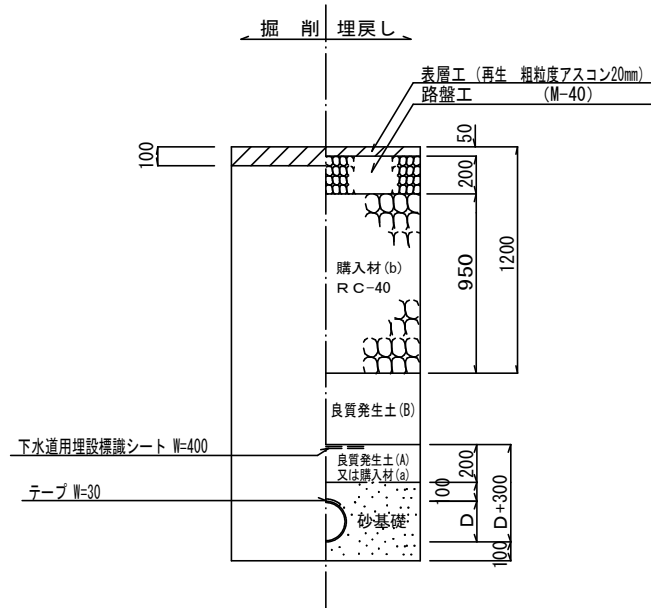 掘 削 埋戻し
表層工 (再生 粗粒度アスコン20mm)
路盤工 (M-40)
100
50
200
950
1200
購入材(b)
RC-40
良質発生土(B)
下水道用埋設標識シート W=400
良質発生土(A)
又は購入材(a)
200
100
テープ W=30
砂基礎
D
D+300
100